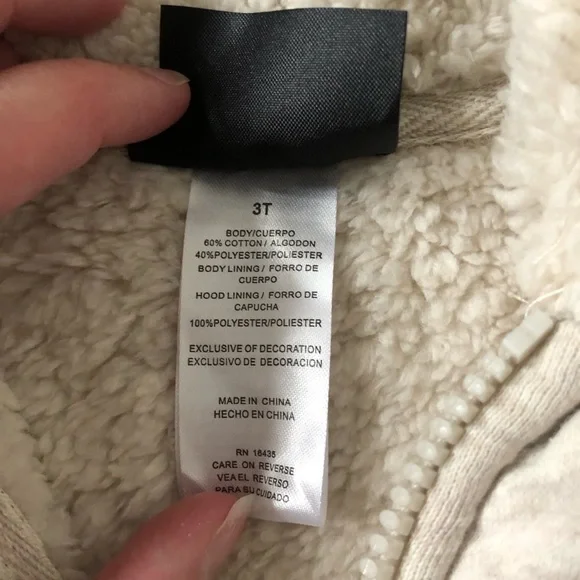 3T
BODY/CUERPO
60% COTTON / ALGODON
40%POLYESTER/POLIESTER
BODY LINING / FORRO DE
CUERPO
HOOD LINING / FORRO DE
CAPUCHA
100%POLYESTER/POLIESTER
EXCLUSIVE OF DECORATION
EXCLUSIVO DE DECORACION
MADE IN CHINA
HECHO EN CHINA
RN 16435
CARE ON REVERSE
VEA EL REVERSO
PARA SU CUIDADO